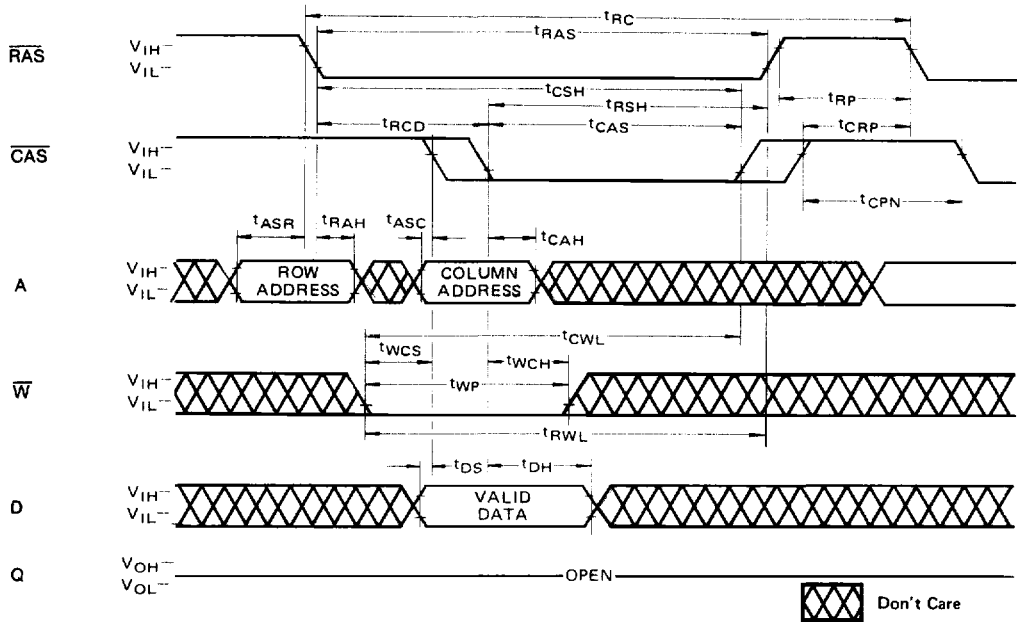 tRC
tRAS
RAS
VIH
VIL
tCSH
tRSH
tRP
tRCD
tCAS
tCRP
CAS
VIH
VIL
tCPN
tASR
tRAH
tASC
tCAH
A
VIH
VIL
ROW
ADDRESS
COLUMN
ADDRESS
tCWL
tWCS
tWCH
tWP
W
VIH
VIL
tRWL
tDS
tDH
D
VIH
VIL
VALID
DATA
Q
VOH
VOL
OPEN
Don't Care